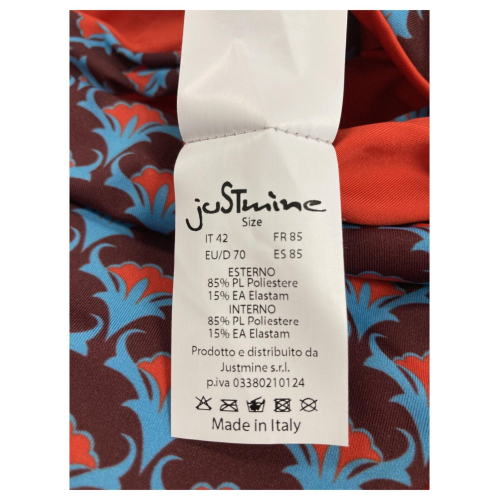 juSTmine
Size
IT 42 FR 85
EU/D 70 ES 85
ESTERNO
85% PL Poliestere
15% EA Elastam
INTERNO
85% PL Poliestere
15% EA Elastam
Prodotto e distribuito da
Justmine s.r.l.
p.iva 03380210124
Made in Italy